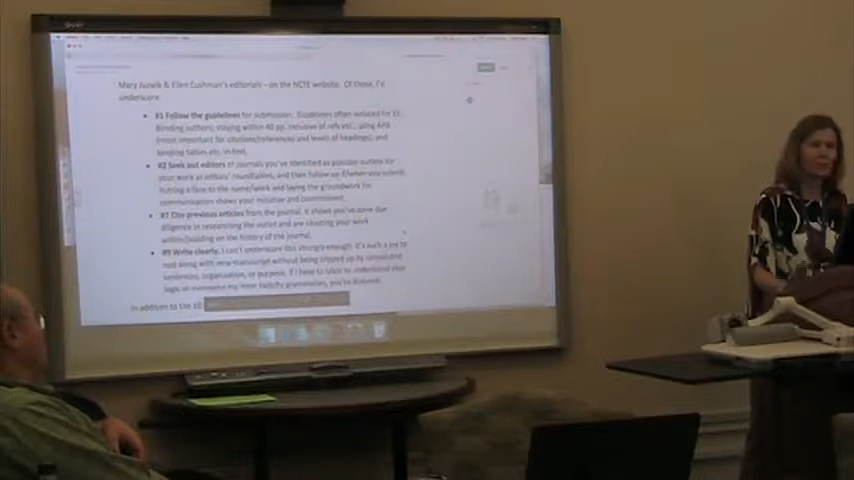 Mary Juzwik & Ellen Cushman's editorials – on the NCTE website. Of those, I'd
underscore:
• #1 Follow the guidelines for submission. Guidelines often violated for
Blinding authors; staying within 40 pp. inclusive of refs etc.; using APA
(most important for citations/references and levels of headings); and
keeping tables etc. in-text.
• #2 Seek out editors of journals you've identified as possible outlets for
your work at editors' roundtables, and then follow up if/when you submit.
Putting a face to the name/work and laying the groundwork for
communication shows your initiative and commitment.
• #7 Cite previous articles from the journal. It shows you've done due
diligence in researching the outlet and are situating your work
within/building on the history of the journal.
• #9 Write clearly. I can't underscore this strongly enough. It's such a joy to
read along with new manuscript without being tripped up by convoluted
sentences, organization, or purpose. If I have to labor to understand your
logic or overcome my inner
In addition to the 10